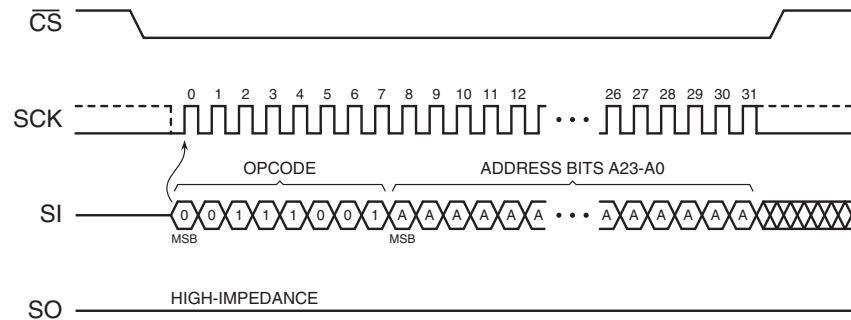 CS
0 1 2 3 4 5 6 7 8 9 10 11 12 26 27 28 29 30 31
SCK
OPCODE ADDRESS BITS A23-A0
SI 0 0 1 1 1 0 0 1 A A A A A A A A A A A A
MSB MSB
HIGH-IMPEDANCE
SO